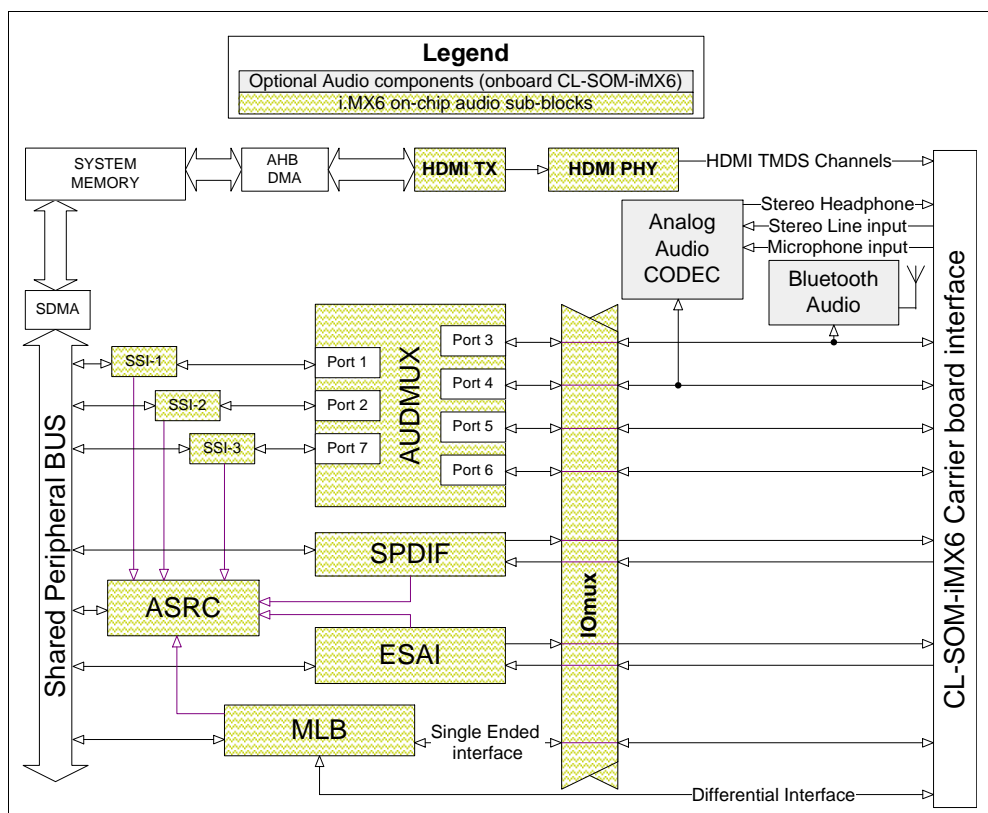 Legend
Optional Audio components (onboard CL-SOM-iMX6)
i.MX6 on-chip audio sub-blocks
SYSTEM
MEMORY
AHB
DMA
HDMI TX
HDMI PHY
HDMI TMDS Channels
Analog
Audio
CODEC
Stereo Headphone
Stereo Line input
Microphone input
Bluetooth
Audio
SDMA
SSI-1
SSI-2
SSI-3
Port 1
Port 2
Port 7
AUDMUX
Port 3
Port 4
Port 5
Port 6
IOmux
SPDIF
ASRC
ESAI
MLB
Single Ended
interface
Differential Interface
Shared Peripheral BUS
CL-SOM-iMX6 Carrier board interface